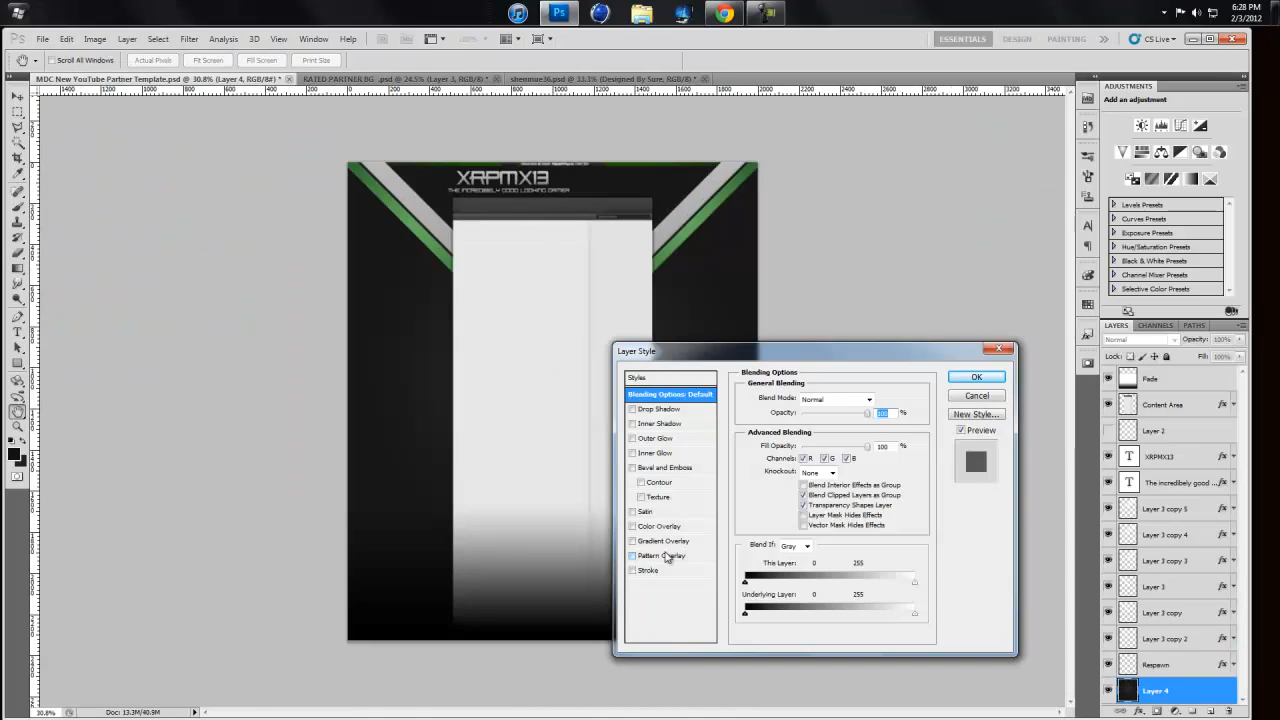 6:28 PM
2/3/2012
Ps
File Edit Image Layer Select Filter Analysis 3D View Window Help
ESSENTIALS DESIGN PAINTING CS Live
Scroll All Windows Actual Pixels Fit Screen Fill Screen Print Size
MDC New YouTube Partner Template.psd @ 30.8% (Layer 4, RGB/8#) * RATED PARTNER BG .psd @ 24.5% (Layer 3, RGB/8) * shenmue36.psd @ 33.3% (Designed By Sure, RGB/8) *
ADJUSTMENTS
Add an adjustment
Levels Presets
Curves Presets
Exposure Presets
Hue/Saturation Presets
Black & White Presets
Channel Mixer Presets
Selective Color Presets
XRPMX13
THE INCREDIBLY GOOD LOOKING GAMER
LAYERS CHANNELS PATHS
Normal Opacity: 100%
Lock: Fill: 100%
Fade
Content Area
Layer 2
XRPMX13
The incredibly good ...
Layer 3 copy 5
Layer 3 copy 4
Layer 3 copy 3
Layer 3
Layer 3 copy
Layer 3 copy 2
Respawn
Layer 4
Layer Style
Styles
Blending Options: Default
Drop Shadow
Inner Shadow
Outer Glow
Inner Glow
Bevel and Emboss
Contour
Texture
Satin
Color Overlay
Gradient Overlay
Pattern Overlay
Stroke
Blending Options
General Blending
Blend Mode: Normal
Opacity: 100 %
Advanced Blending
Fill Opacity: 100 %
Channels: R G B
Knockout: None
Blend Interior Effects as Group
Blend Clipped Layers as Group
Transparency Shapes Layer
Layer Mask Hides Effects
Vector Mask Hides Effects
Blend If: Gray
This Layer: 0 255
Underlying Layer: 0 255
OK
Cancel
New Style...
Preview
30.8% Doc: 13.3M/40.9M